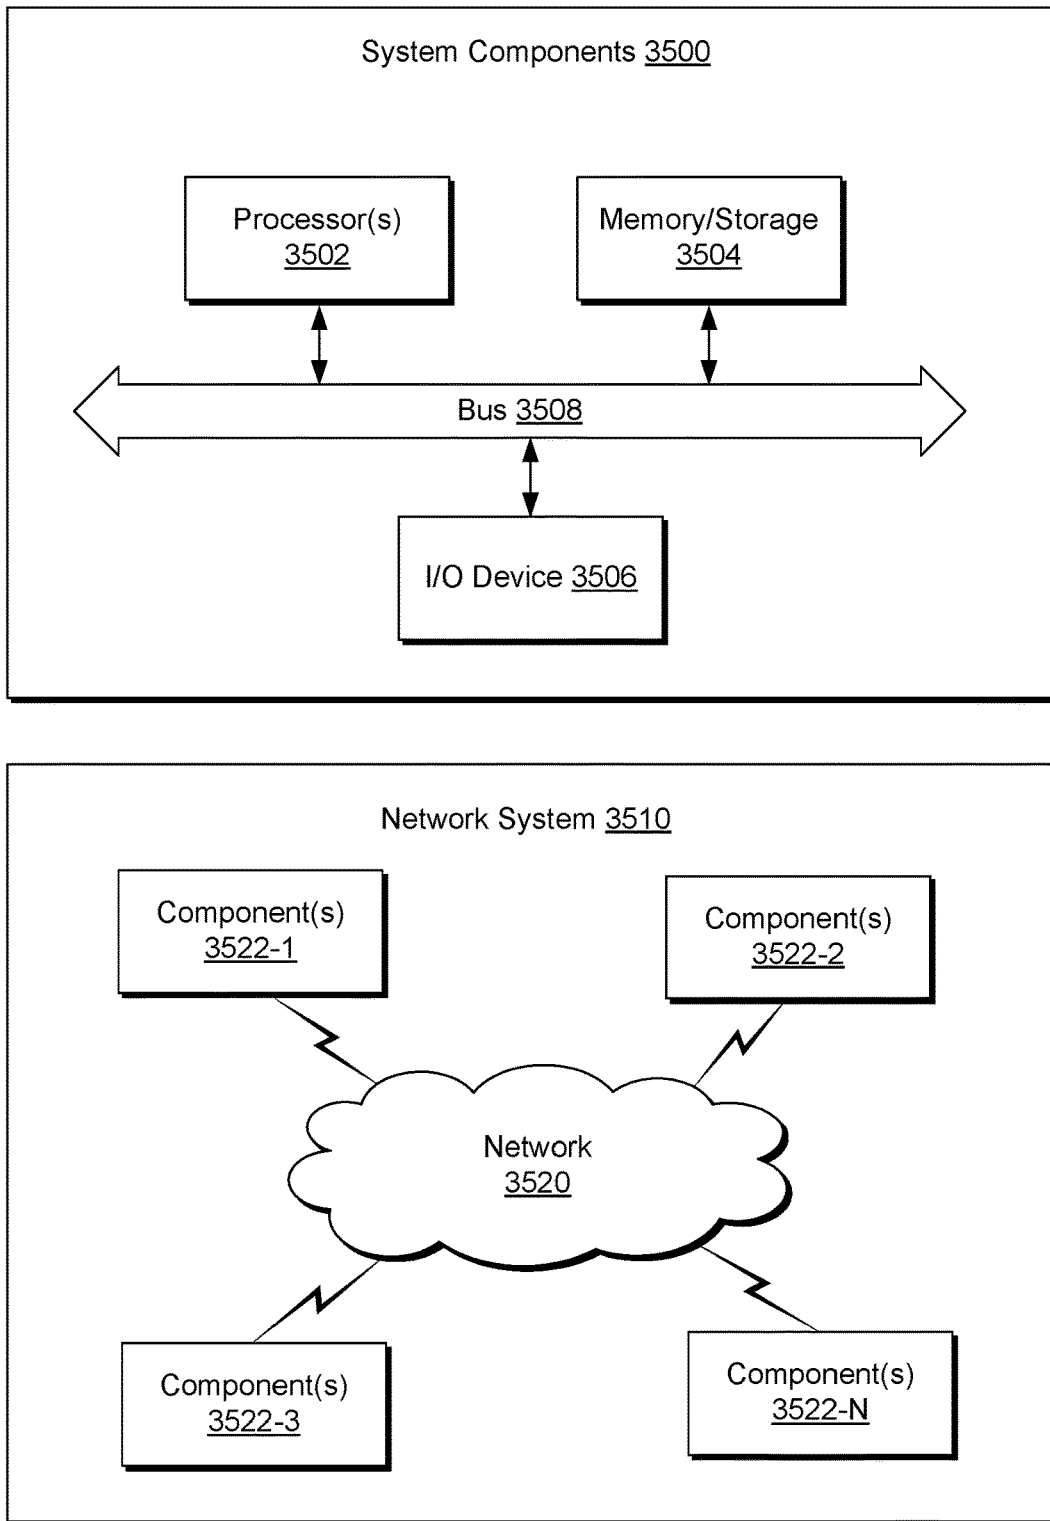 System Components 3500
Processor(s)
3502
Memory/Storage
3504
Bus 3508
I/O Device 3506
Network System 3510
Component(s)
3522-1
Component(s)
3522-2
Network
3520
Component(s)
3522-3
Component(s)
3522-N